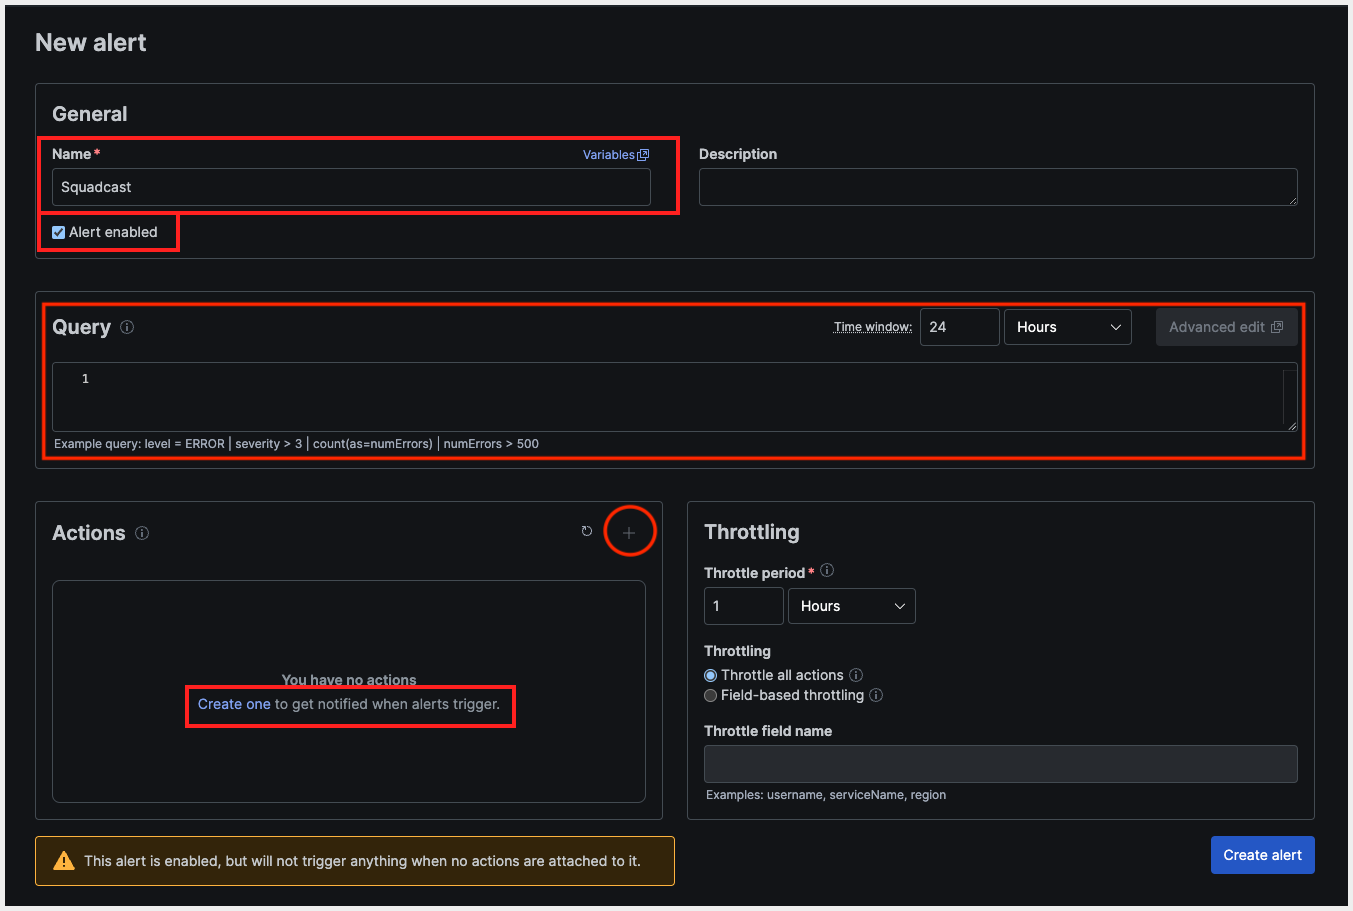 New alert
General
Name*
Variables
Description
Squadcast
Alert enabled
Query
Time window:
24
Hours
Advanced edit
1
Example query: level = ERROR | severity > 3 | count(as=numErrors) | numErrors > 500
Actions
You have no actions
Create one to get notified when alerts trigger.
Throttling
Throttle period*
1
Hours
Throttling
Throttle all actions
Field-based throttling
Throttle field name
Examples: username, serviceName, region
This alert is enabled, but will not trigger anything when no actions are attached to it.
Create alert